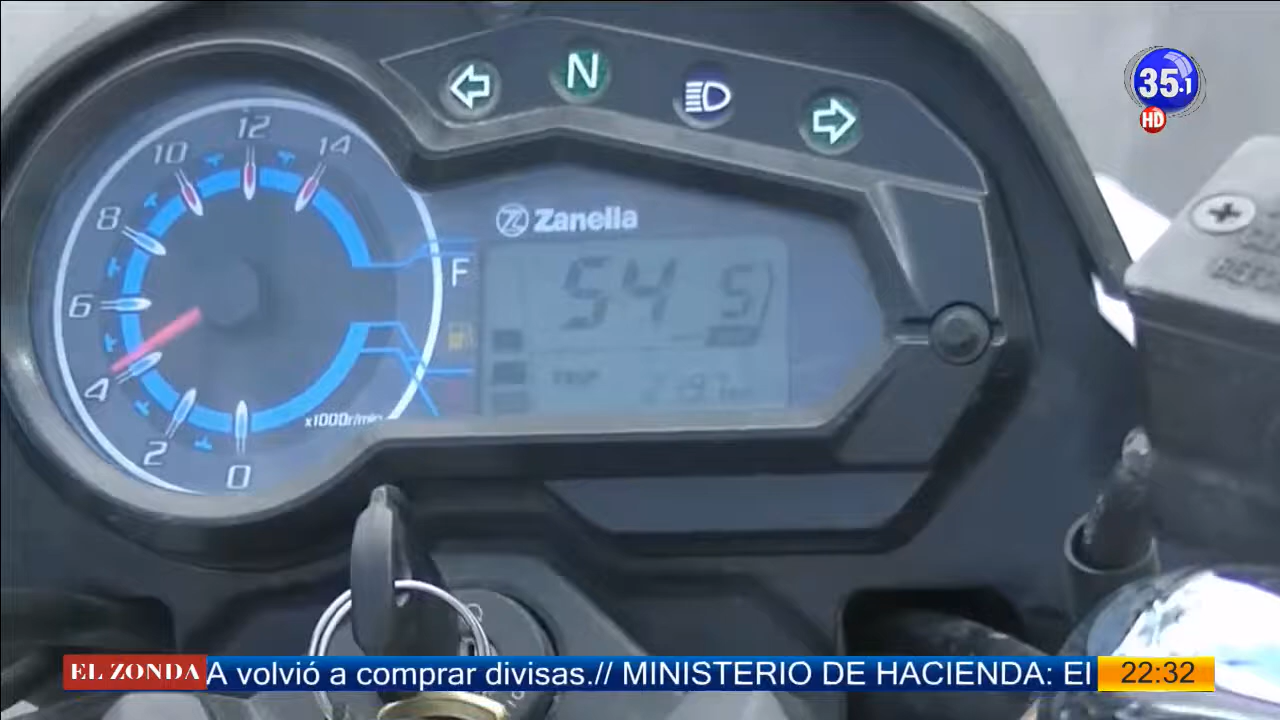 35.1
HD
N
Zanella
14
12
10
8
6
4
2
0
x1000r/min
F
54 5
TRIP
EL ZONDA
A volvió a comprar divisas.// MINISTERIO DE HACIENDA: El
22:32